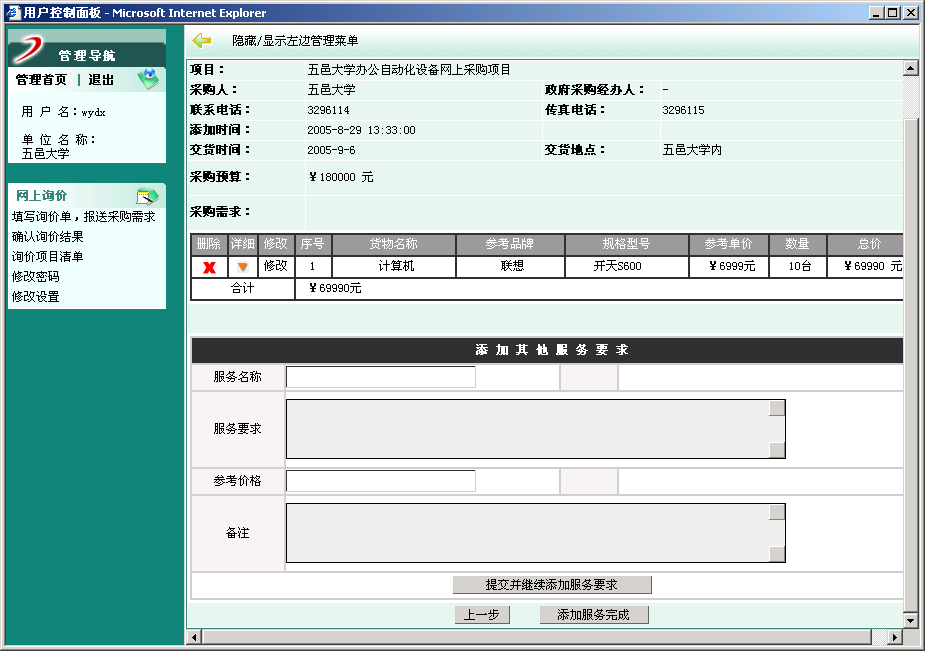 用户控制面板 - Microsoft Internet Explorer
管理导航
管理首页 | 退出
用 户 名：wydx
单 位 名 称：
五邑大学
网上询价
填写询价单，报送采购需求
确认询价结果
询价项目清单
修改密码
修改设置
隐藏/显示左边管理菜单
项目： 五邑大学办公自动化设备网上采购项目
采购人： 五邑大学 政府采购经办人： -
联系电话： 3296114 传真电话： 3296115
添加时间： 2005-8-29 13:33:00
交货时间： 2005-9-6 交货地点： 五邑大学内
采购预算： ￥180000 元
采购需求：
删除 详细 修改 序号 货物名称 参考品牌 规格型号 参考单价 数量 总价
修改 1 计算机 联想 开天S600 ￥6999元 10台 ￥69990 元
合计 ￥69990元
添 加 其 他 服 务 要 求
服务名称
服务要求
参考价格
备注
提交并继续添加服务要求
上一步 添加服务完成